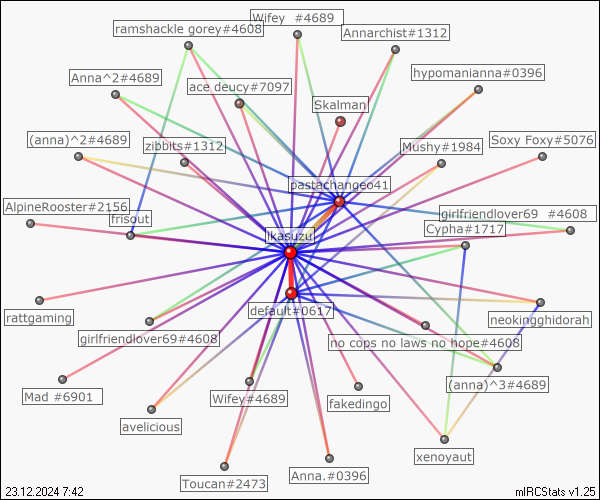 Wifey #4689
ramshackle gorey#4608
Annarchist#1312
Anna^2#4689
ace deucy#7097
hypomanianna#0396
Skalman
(anna)^2#4689
zibbits#1312
Mushy#1984
Soxy Foxy#5076
pastachangeo41
AlpineRooster#2156
frisout
girlfriendlover69 #4608
Cypha#1717
ikasuzu
default#0617
rattgaming
neokingghidorah
girlfriendlover69#4608
no cops no laws no hope#4608
(anna)^3#4689
Mad #6901
Wifey#4689
fakedingo
avelicious
xenoyaut
Toucan#2473
Anna.#0396
23.12.2024 7:42
mIRCStats v1.25